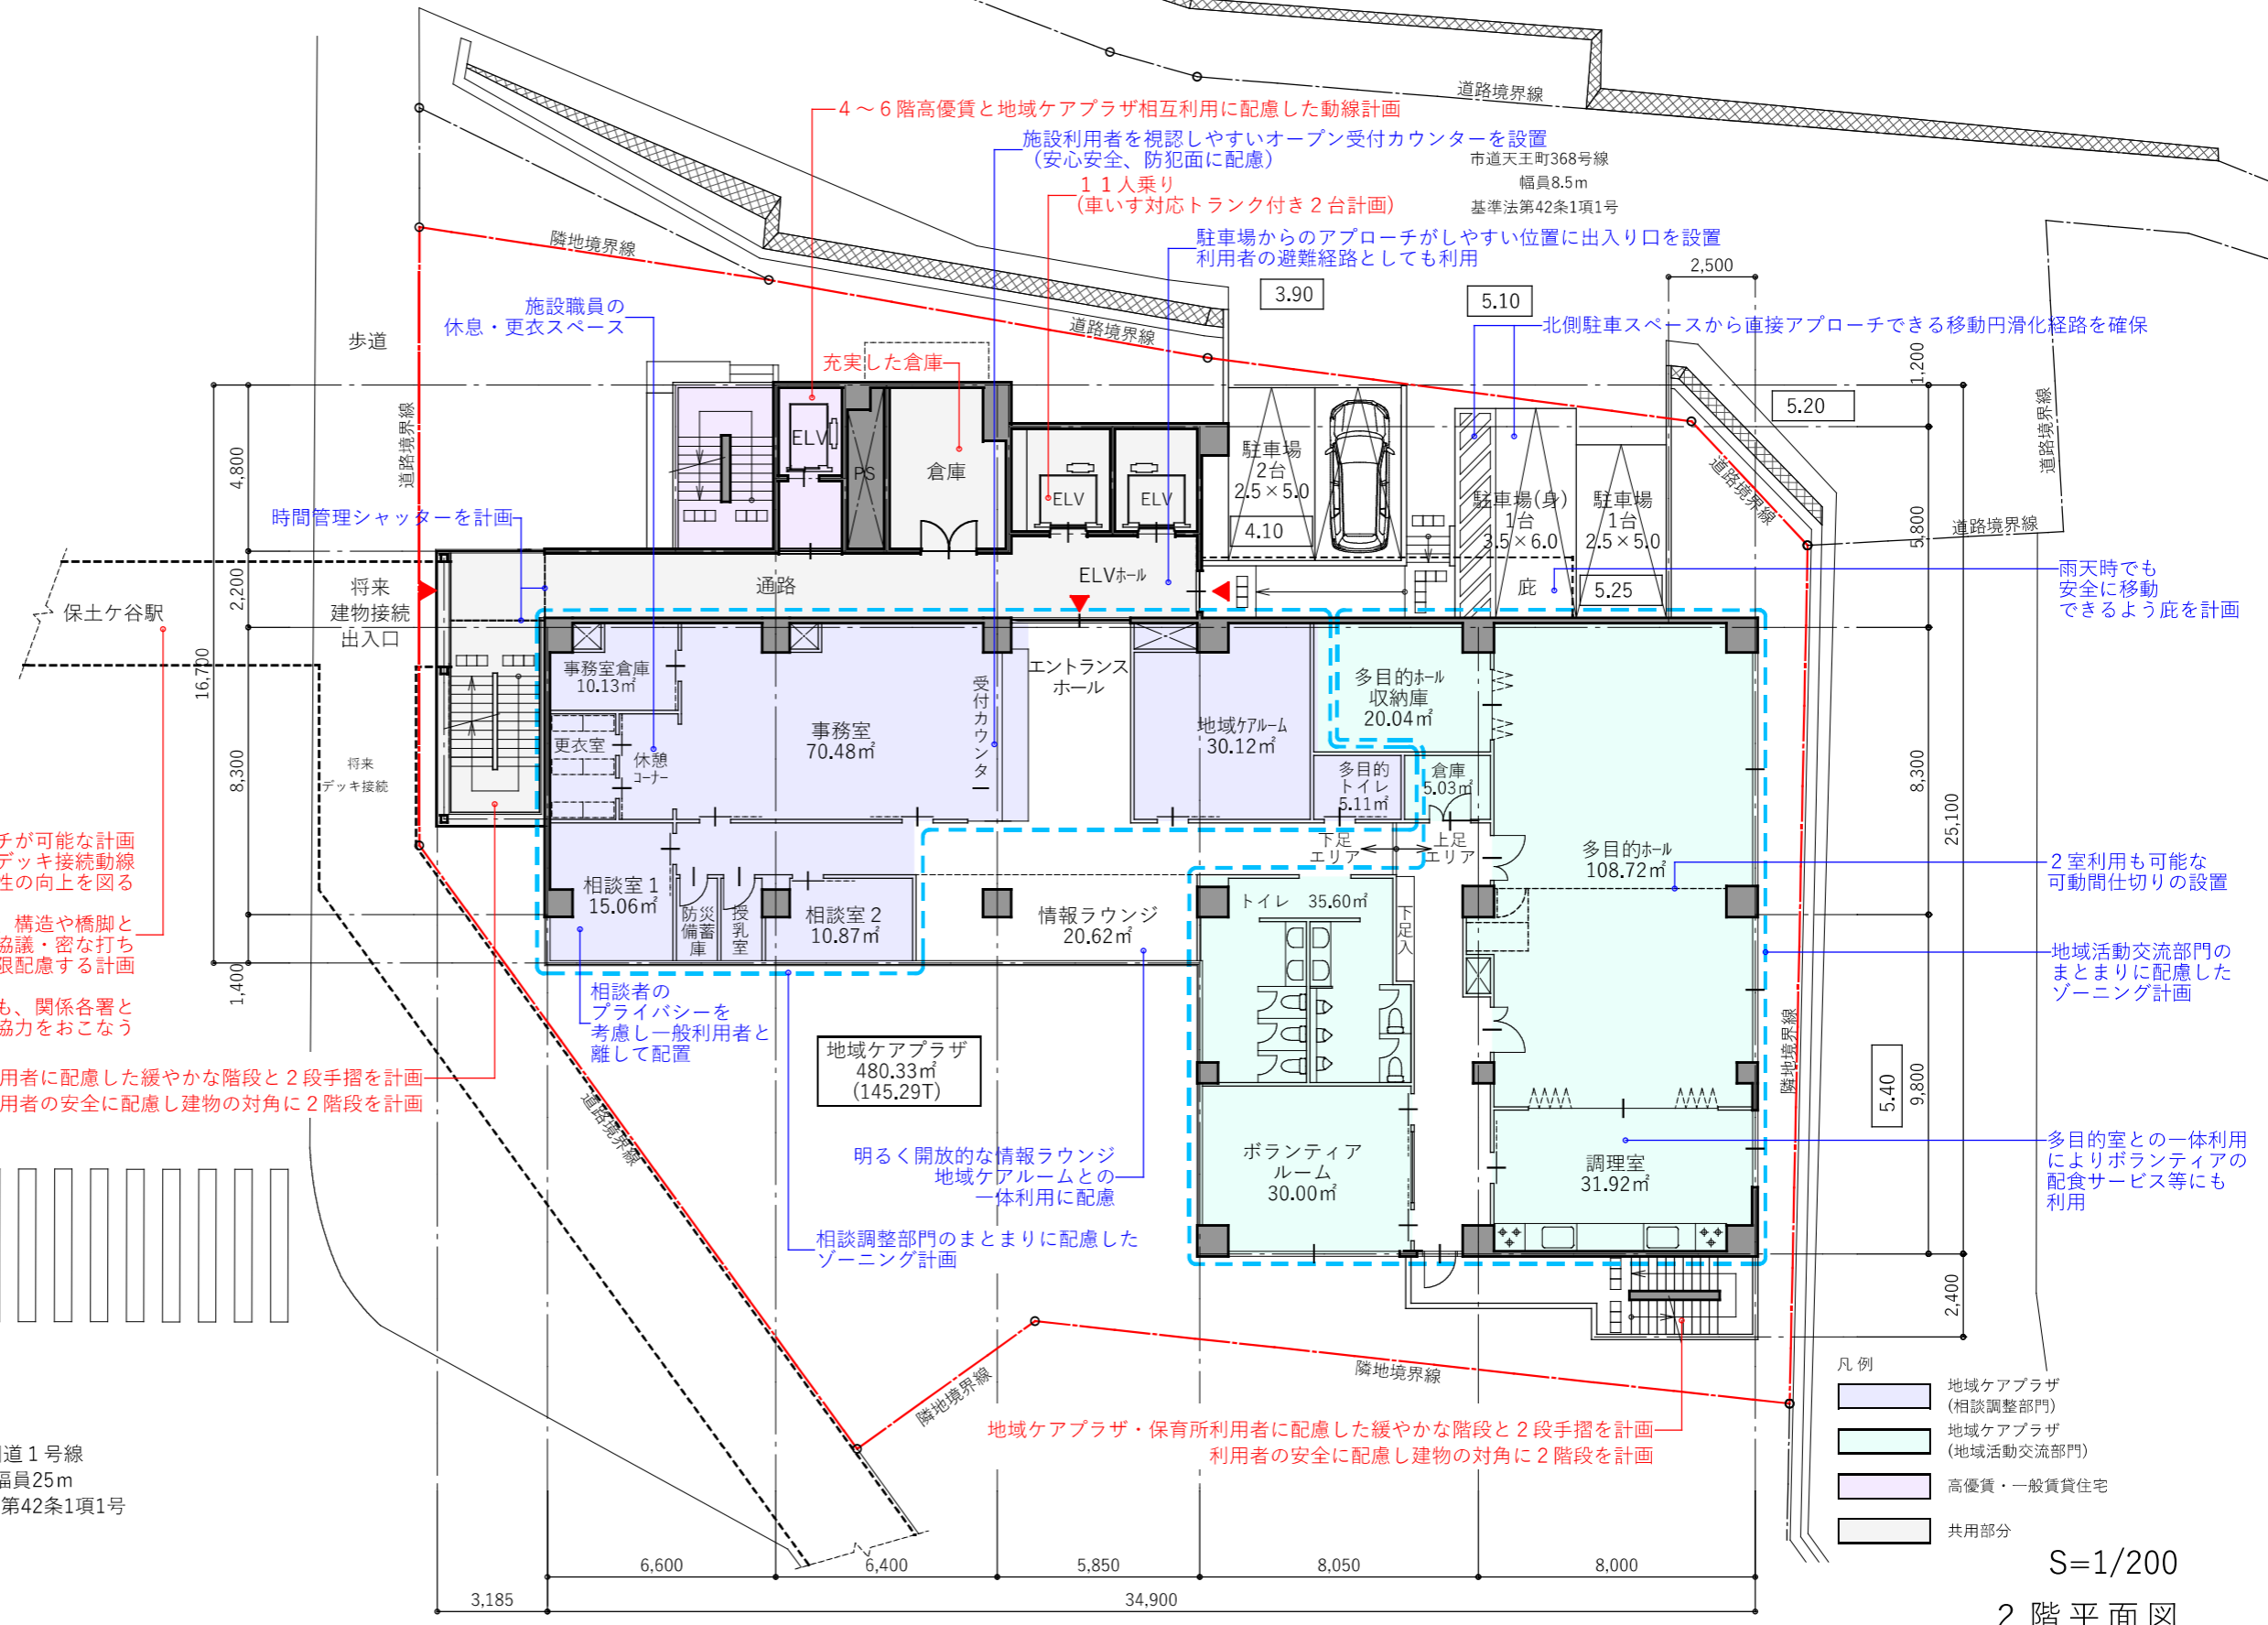 道路境界線
4～6階高優賃と地域ケアプラザ相互利用に配慮した動線計画
施設利用者を視認しやすいオープン受付カウンターを設置
(安心安全、防犯面に配慮)
市道天王町368号線
幅員8.5m
基準法第42条1項1号
11人乗り
(車いす対応トランク付き2台計画)
駐車場からのアプローチがしやすい位置に出入り口を設置
利用者の避難経路としても利用
隣地境界線
2,500
3.90
5.10
施設職員の
休息・更衣スペース
道路境界線
北側駐車スペースから直接アプローチできる移動円滑化経路を確保
歩道
充実した倉庫
1,200
5.20
道路境界線
道路境界線
4,800
ELV
PS
倉庫
ELV
ELV
駐車場
2台
2.5×5.0
4.10
駐車場(身)
1台
3.5×6.0
駐車場
1台
2.5×5.0
道路境界線
5,800
道路境界線
時間管理シャッターを計画
2,200
将来
建物接続
出入口
保土ケ谷駅
通路
ELVホール
庇
5.25
雨天時でも
安全に移動
できるよう庇を計画
16,700
事務室倉庫
10.13㎡
事務室
70.48㎡
受付カウンター
エントランス
ホール
地域ケアルーム
30.12㎡
多目的ホール
収納庫
20.04㎡
更衣室
休憩
コーナー
多目的
トイレ
5.11㎡
倉庫
5.03㎡
8,300
将来
デッキ接続
8,300
25,100
下足
エリア
上足
エリア
多目的ホール
108.72㎡
2室利用も可能な
可動間仕切りの設置
チが可能な計画
デッキ接続動線
性の向上を図る
構造や橋脚と
協議・密な打ち
限配慮する計画
も、関係各署と
協力をおこなう
相談室1
15.06㎡
防災
備蓄
庫
授
乳
室
相談室2
10.87㎡
情報ラウンジ
20.62㎡
トイレ 35.60㎡
下足入
1,400
地域活動交流部門の
まとまりに配慮した
ゾーニング計画
相談者の
プライバシーを
考慮し一般利用者と
離して配置
地域ケアプラザ
480.33㎡
(145.29T)
隣地境界線
5.40
9,800
用者に配慮した緩やかな階段と2段手摺を計画
用者の安全に配慮し建物の対角に2階段を計画
道路境界線
明るく開放的な情報ラウンジ
地域ケアルームとの
一体利用に配慮
ボランティア
ルーム
30.00㎡
調理室
31.92㎡
多目的室との一体利用
によりボランティアの
配食サービス等にも
利用
相談調整部門のまとまりに配慮した
ゾーニング計画
2,400
隣地境界線
隣地境界線
地域ケアプラザ・保育所利用者に配慮した緩やかな階段と2段手摺を計画
利用者の安全に配慮し建物の対角に2階段を計画
凡例
地域ケアプラザ
(相談調整部門)
地域ケアプラザ
(地域活動交流部門)
高優賃・一般賃貸住宅
共用部分
道1号線
幅員25m
第42条1項1号
6,600
6,400
5,850
8,050
8,000
3,185
34,900
S=1/200
2階平面図